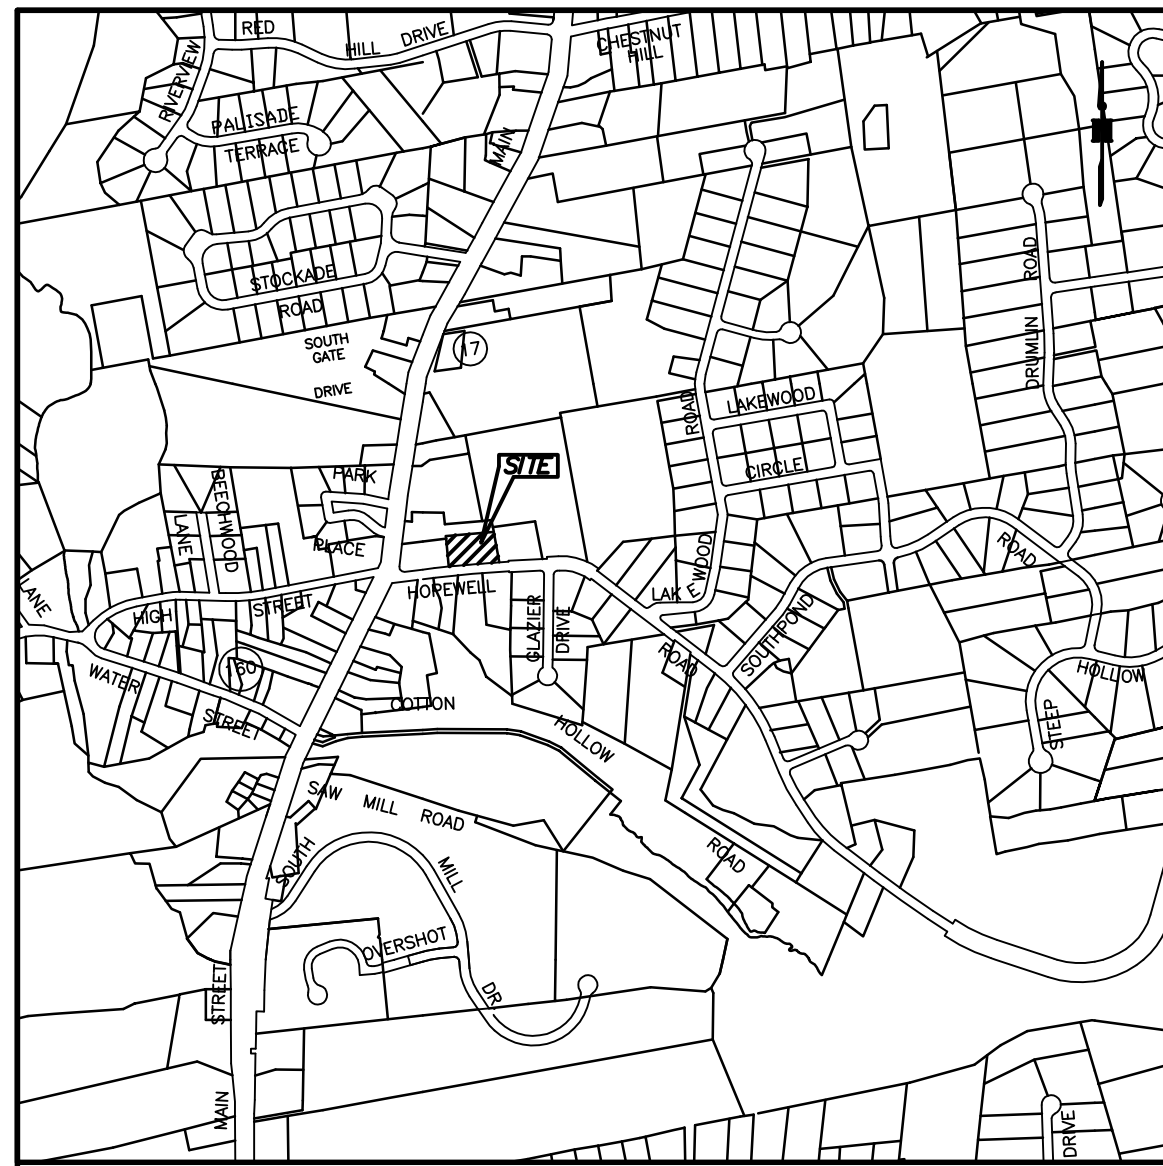 RED
HILL
DRIVE
CHESTNUT
HILL
RIVERVIEW
PALISADE
TERRACE
MAIN
STOCKADE
ROAD
ROAD
DRUMLIN
SOUTH
GATE
DRIVE
17
LAKEWOOD
ROAD
CIRCLE
SITE
PARK
PLACE
BEECHWOOD
LANE
LANE
HIGH
STREET
HOPEWELL
GLAZIER
DRIVE
LAKEWOOD
ROAD
SOUTHPOND
ROAD
HOLLOW
STEEP
WATER
STREET
160
COTTON
HOLLOW
ROAD
SAW MILL ROAD
SOUTH
MILL
OVERSHOT
DR
STREET
MAIN
DRIVE